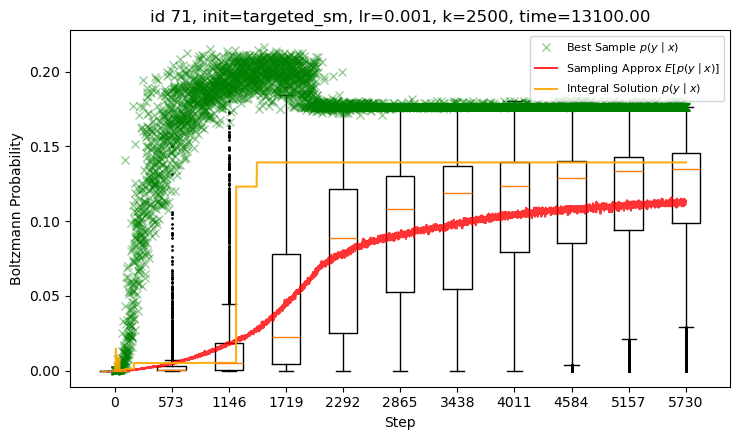 id 71, init=targeted_sm, lr=0.001, k=2500, time=13100.00
Best Sample p(y | x)
Sampling Approx E[p(y | x)]
Integral Solution p(y | x)
Boltzmann Probability
0.20
0.15
0.10
0.05
0.00
0 573 1146 1719 2292 2865 3438 4011 4584 5157 5730
Step